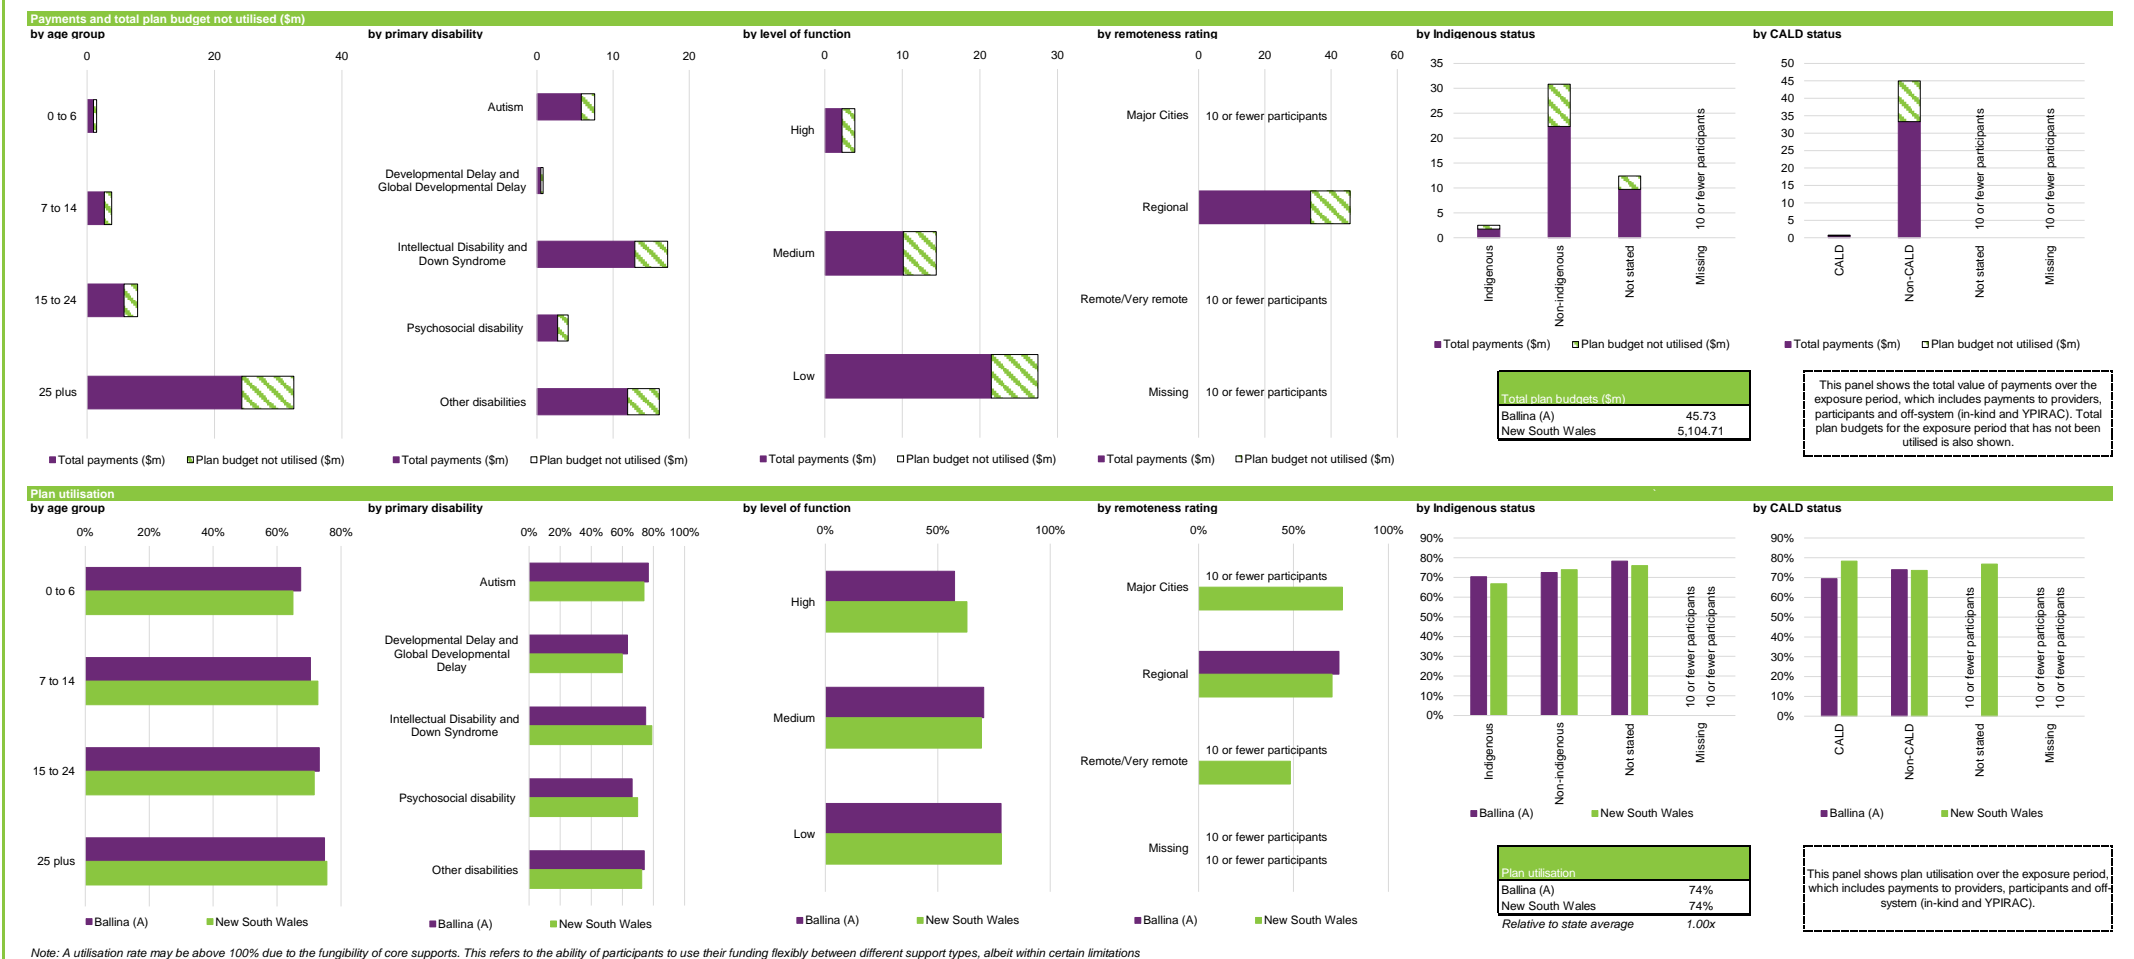 Payments and total plan budget not utilised ($m)
by age group
0
20
40
0 to 6
7 to 14
15 to 24
25 plus
Total payments ($m)
Plan budget not utilised ($m)
by primary disability
0
10
20
Autism
Developmental Delay and
Global Developmental Delay
Intellectual Disability and
Down Syndrome
Psychosocial disability
Other disabilities
Total payments ($m)
Plan budget not utilised ($m)
by level of function
0
10
20
30
High
Medium
Low
Total payments ($m)
Plan budget not utilised ($m)
by remoteness rating
0
20
40
60
Major Cities
10 or fewer participants
Regional
Remote/Very remote
10 or fewer participants
Missing
10 or fewer participants
Total payments ($m)
Plan budget not utilised ($m)
by Indigenous status
35
30
25
20
15
10
5
0
10 or fewer participants
Indigenous
Non-indigenous
Not stated
Missing
Total payments ($m)
Plan budget not utilised ($m)
Total plan budgets ($m)
Ballina (A) 45.73
New South Wales 5,104.71
by CALD status
50
45
40
35
30
25
20
15
10
5
0
10 or fewer participants
10 or fewer participants
CALD
Non-CALD
Not stated
Missing
Total payments ($m)
Plan budget not utilised ($m)
This panel shows the total value of payments over the
exposure period, which includes payments to providers,
participants and off-system (in-kind and YPIRAC). Total
plan budgets for the exposure period that has not been
utilised is also shown.
Plan utilisation
by age group
0%
20%
40%
60%
80%
0 to 6
7 to 14
15 to 24
25 plus
Ballina (A)
New South Wales
by primary disability
0%
20%
40%
60%
80%
100%
Autism
Developmental Delay and
Global Developmental
Delay
Intellectual Disability and
Down Syndrome
Psychosocial disability
Other disabilities
Ballina (A)
New South Wales
by level of function
0%
50%
100%
High
Medium
Low
Ballina (A)
New South Wales
by remoteness rating
0%
50%
100%
Major Cities
10 or fewer participants
Regional
Remote/Very remote
10 or fewer participants
Missing
10 or fewer participants
10 or fewer participants
Ballina (A)
New South Wales
by Indigenous status
90%
80%
70%
60%
50%
40%
30%
20%
10%
0%
10 or fewer participants
10 or fewer participants
Indigenous
Non-indigenous
Not stated
Missing
Ballina (A)
New South Wales
Plan utilisation
Ballina (A) 74%
New South Wales 74%
Relative to state average 1.00x
by CALD status
90%
80%
70%
60%
50%
40%
30%
20%
10%
0%
10 or fewer participants
10 or fewer participants
10 or fewer participants
CALD
Non-CALD
Not stated
Missing
Ballina (A)
New South Wales
This panel shows plan utilisation over the exposure period,
which includes payments to providers, participants and off-
system (in-kind and YPIRAC).
Note: A utilisation rate may be above 100% due to the fungibility of core supports. This refers to the ability of participants to use their funding flexibly between different support types, albeit within certain limitations